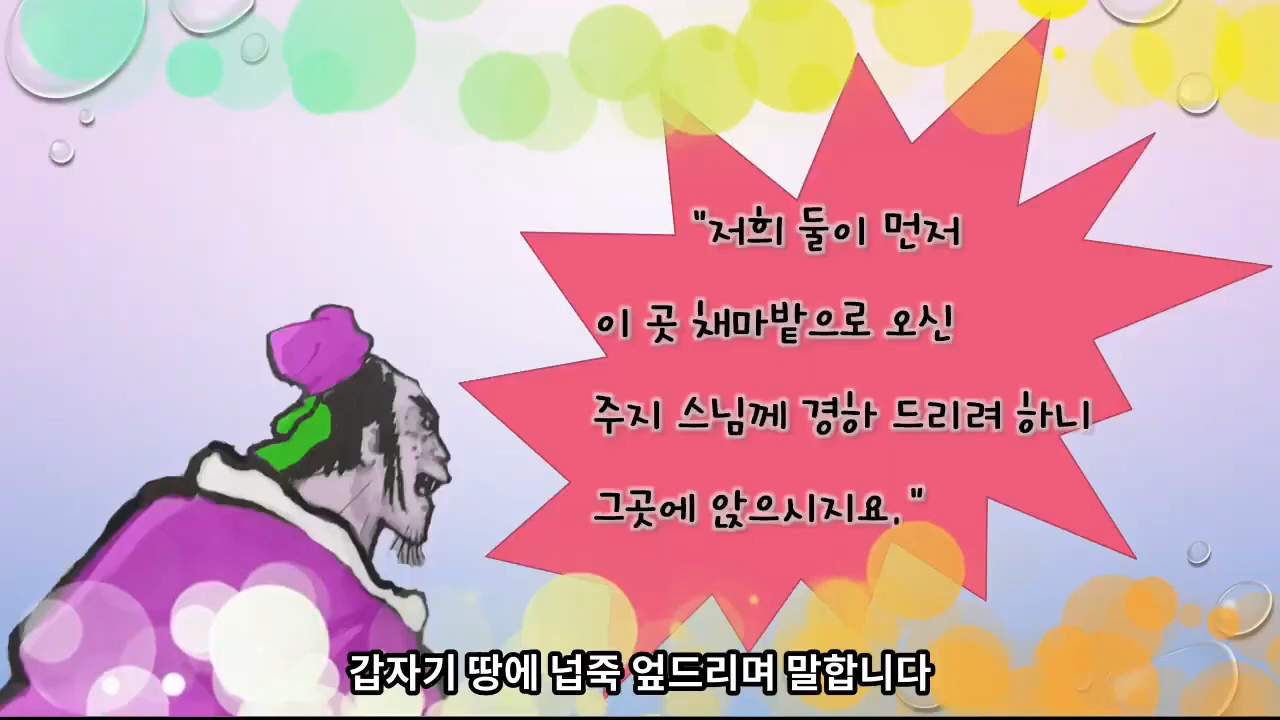 "저희 둘이 먼저
이 곳 채마밭으로 오신
주지 스님께 경하 드리려 하니
그곳에 앉으시지요."
갑자기 땅에 넙죽 엎드리며 말합니다